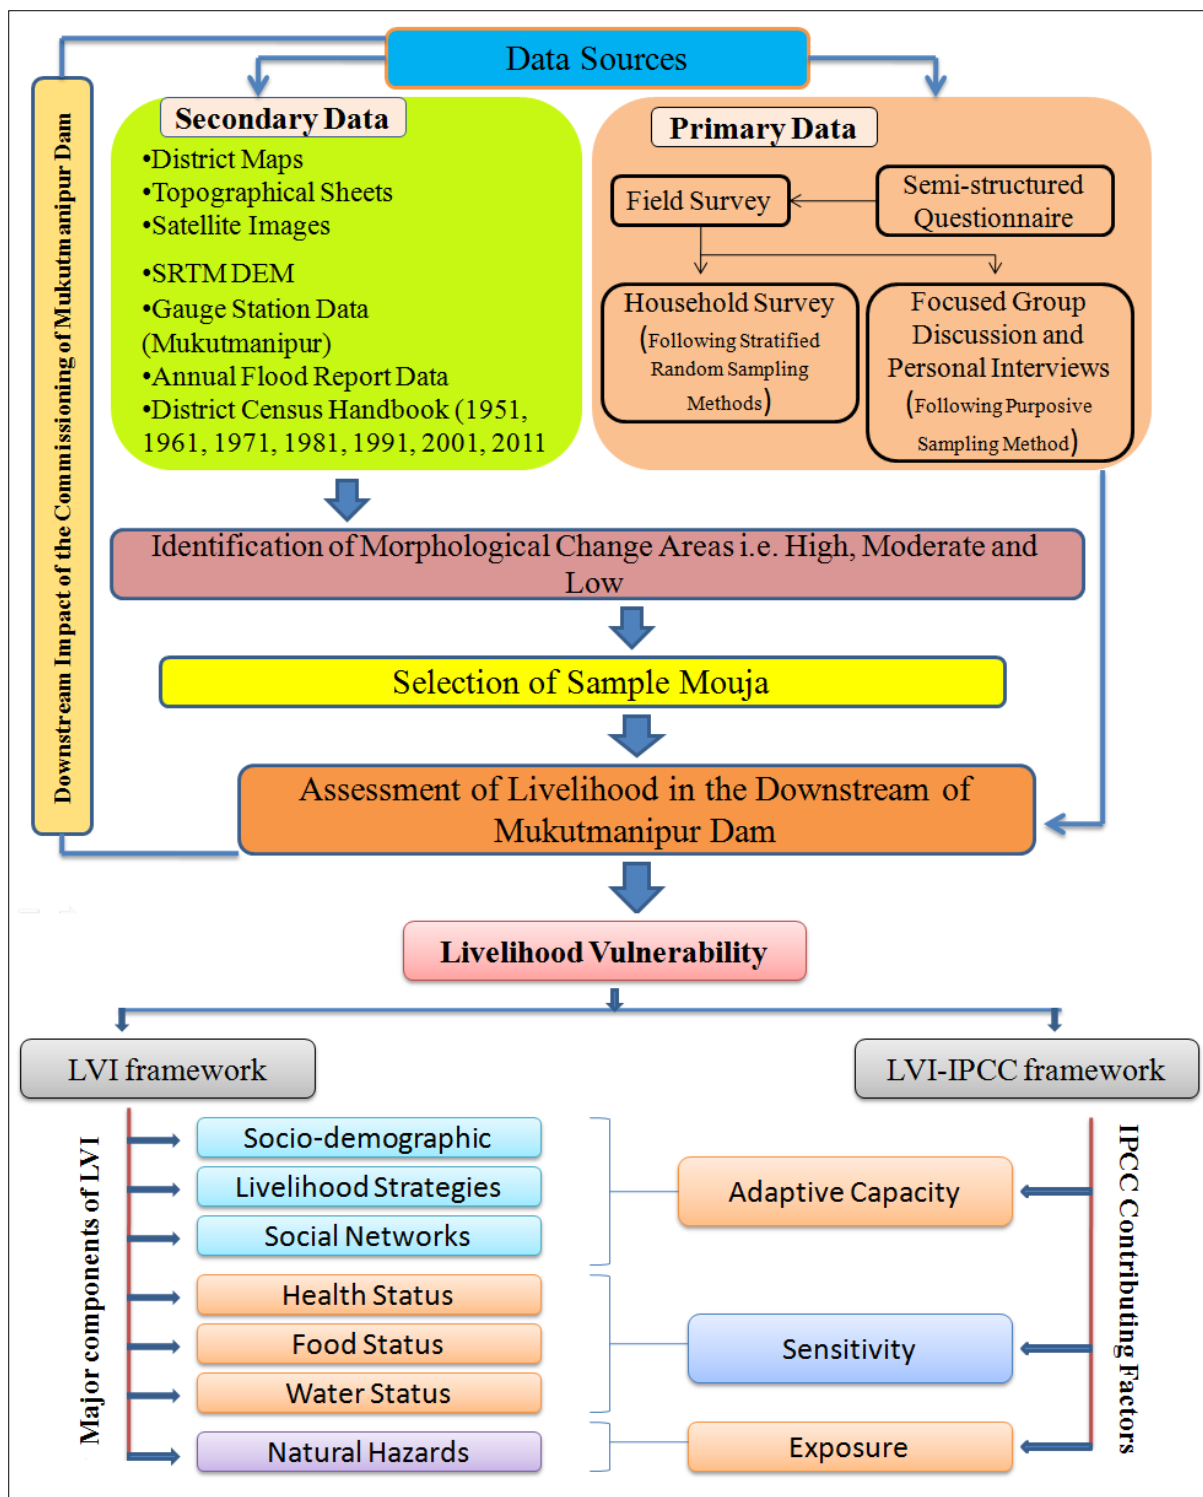 Data Sources
Downstream Impact of the Commissioning of Mukutmanipur Dam
Secondary Data
•District Maps
•Topographical Sheets
•Satellite Images
•SRTM DEM
•Gauge Station Data
(Mukutmanipur)
•Annual Flood Report Data
•District Census Handbook (1951,
1961, 1971, 1981, 1991, 2001, 2011
Primary Data
Field Survey
Semi-structured
Questionnaire
Household Survey
(Following Stratified
Random Sampling
Methods)
Focused Group
Discussion and
Personal Interviews
(Following Purposive
Sampling Method)
Identification of Morphological Change Areas i.e. High, Moderate and
Low
Selection of Sample Mouja
Assessment of Livelihood in the Downstream of
Mukutmanipur Dam
Livelihood Vulnerability
LVI framework
LVI-IPCC framework
Major components of LVI
Socio-demographic
Livelihood Strategies
Social Networks
Health Status
Food Status
Water Status
Natural Hazards
Adaptive Capacity
Sensitivity
Exposure
IPCC Contributing Factors